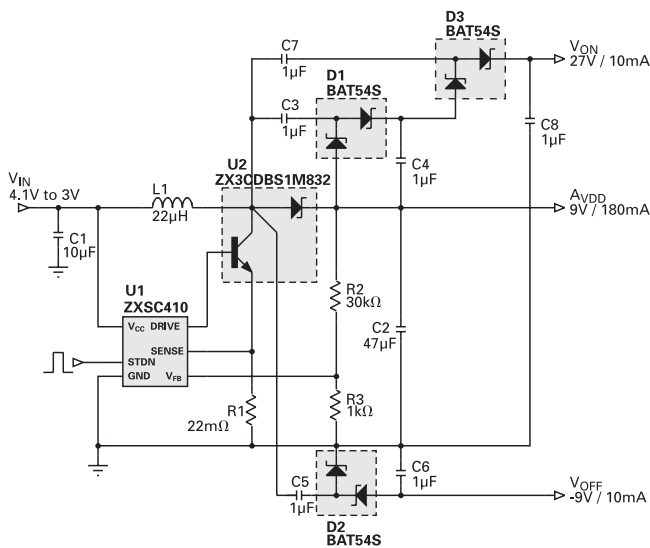 D3
BAT54S
C7
1µF
V_ON
27V / 10mA
D1
BAT54S
C3
1µF
C8
1µF
U2
ZX3CDBS1M832
C4
1µF
V_IN
4.1V to 3V
L1
22µH
A_VDD
9V / 180mA
C1
10µF
U1
ZXSC410
R2
30kΩ
V_CC DRIVE
C2
47µF
SENSE
STDN
GND V_FB
R1
22mΩ
R3
1kΩ
C5
1µF
C6
1µF
V_OFF
-9V / 10mA
D2
BAT54S